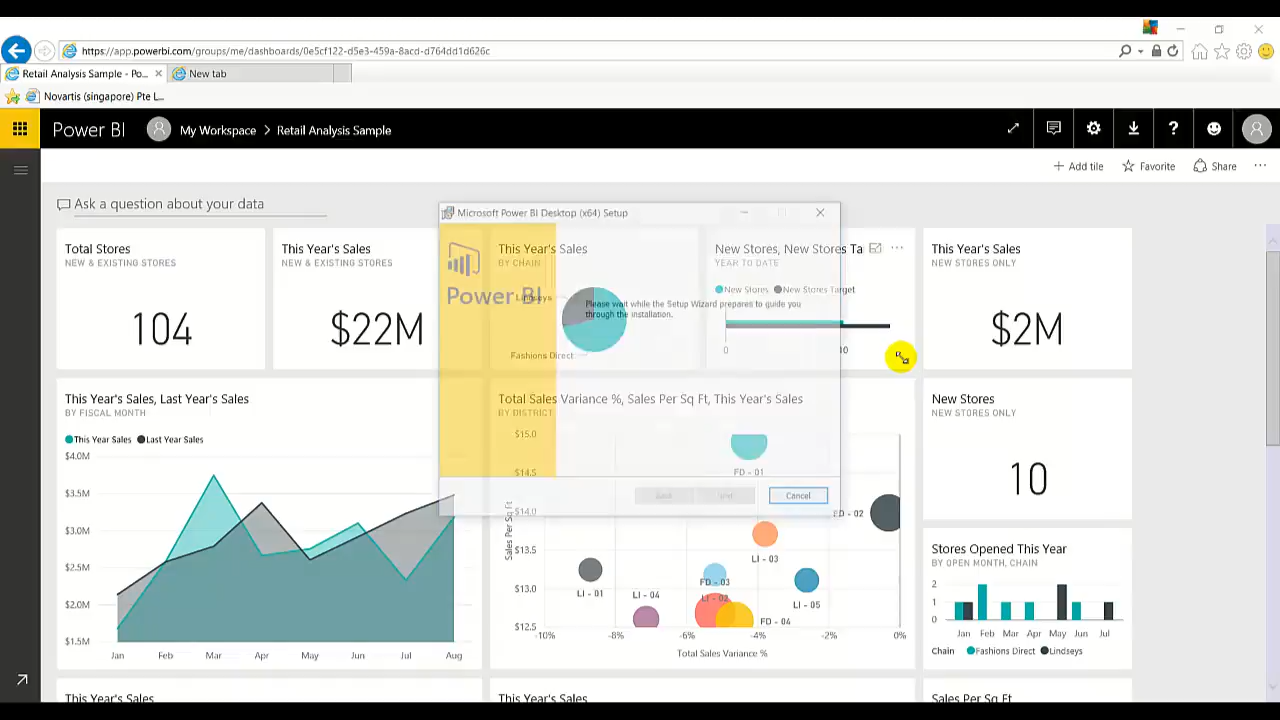 https://app.powerbi.com/groups/me/dashboards/0e5cf122-d5e3-459a-8acd-d764dd1d626c
Retail Analysis Sample - Po...
New tab
Novartis (singapore) Pte L...
Power BI
My Workspace > Retail Analysis Sample
Add tile
Favorite
Share
Ask a question about your data
Microsoft Power BI Desktop (x64) Setup
Power BI
Please wait while the Setup Wizard prepares to guide you
through the installation.
Cancel
Total Stores
NEW & EXISTING STORES
104
This Year's Sales
NEW & EXISTING STORES
$22M
This Year's Sales
BY CHAIN
Lindseys
Fashions Direct
New Stores, New Stores Ta
YEAR TO DATE
New Stores
New Stores Target
0
10
This Year's Sales
NEW STORES ONLY
$2M
This Year's Sales, Last Year's Sales
BY FISCAL MONTH
This Year Sales
Last Year Sales
$4.0M
$3.5M
$3.0M
$2.5M
$2.0M
$1.5M
Jan Feb Mar Apr May Jun Jul Aug
Total Sales Variance %, Sales Per Sq Ft, This Year's Sales
BY DISTRICT
Sales Per Sq Ft
$15.0
$14.5
$14.0
$13.5
$13.0
$12.5
FD - 01
FD - 02
LI - 03
LI - 01
FD - 03
LI - 05
LI - 04
LI - 02
FD - 04
-10% -8% -6% -4% -2% 0%
Total Sales Variance %
New Stores
NEW STORES ONLY
10
Stores Opened This Year
BY OPEN MONTH, CHAIN
2
1
0
Jan Feb Mar Apr May Jun Jul
Chain Fashions Direct Lindseys
This Year's Sales
This Year's Sales
Sales Per Sq Ft